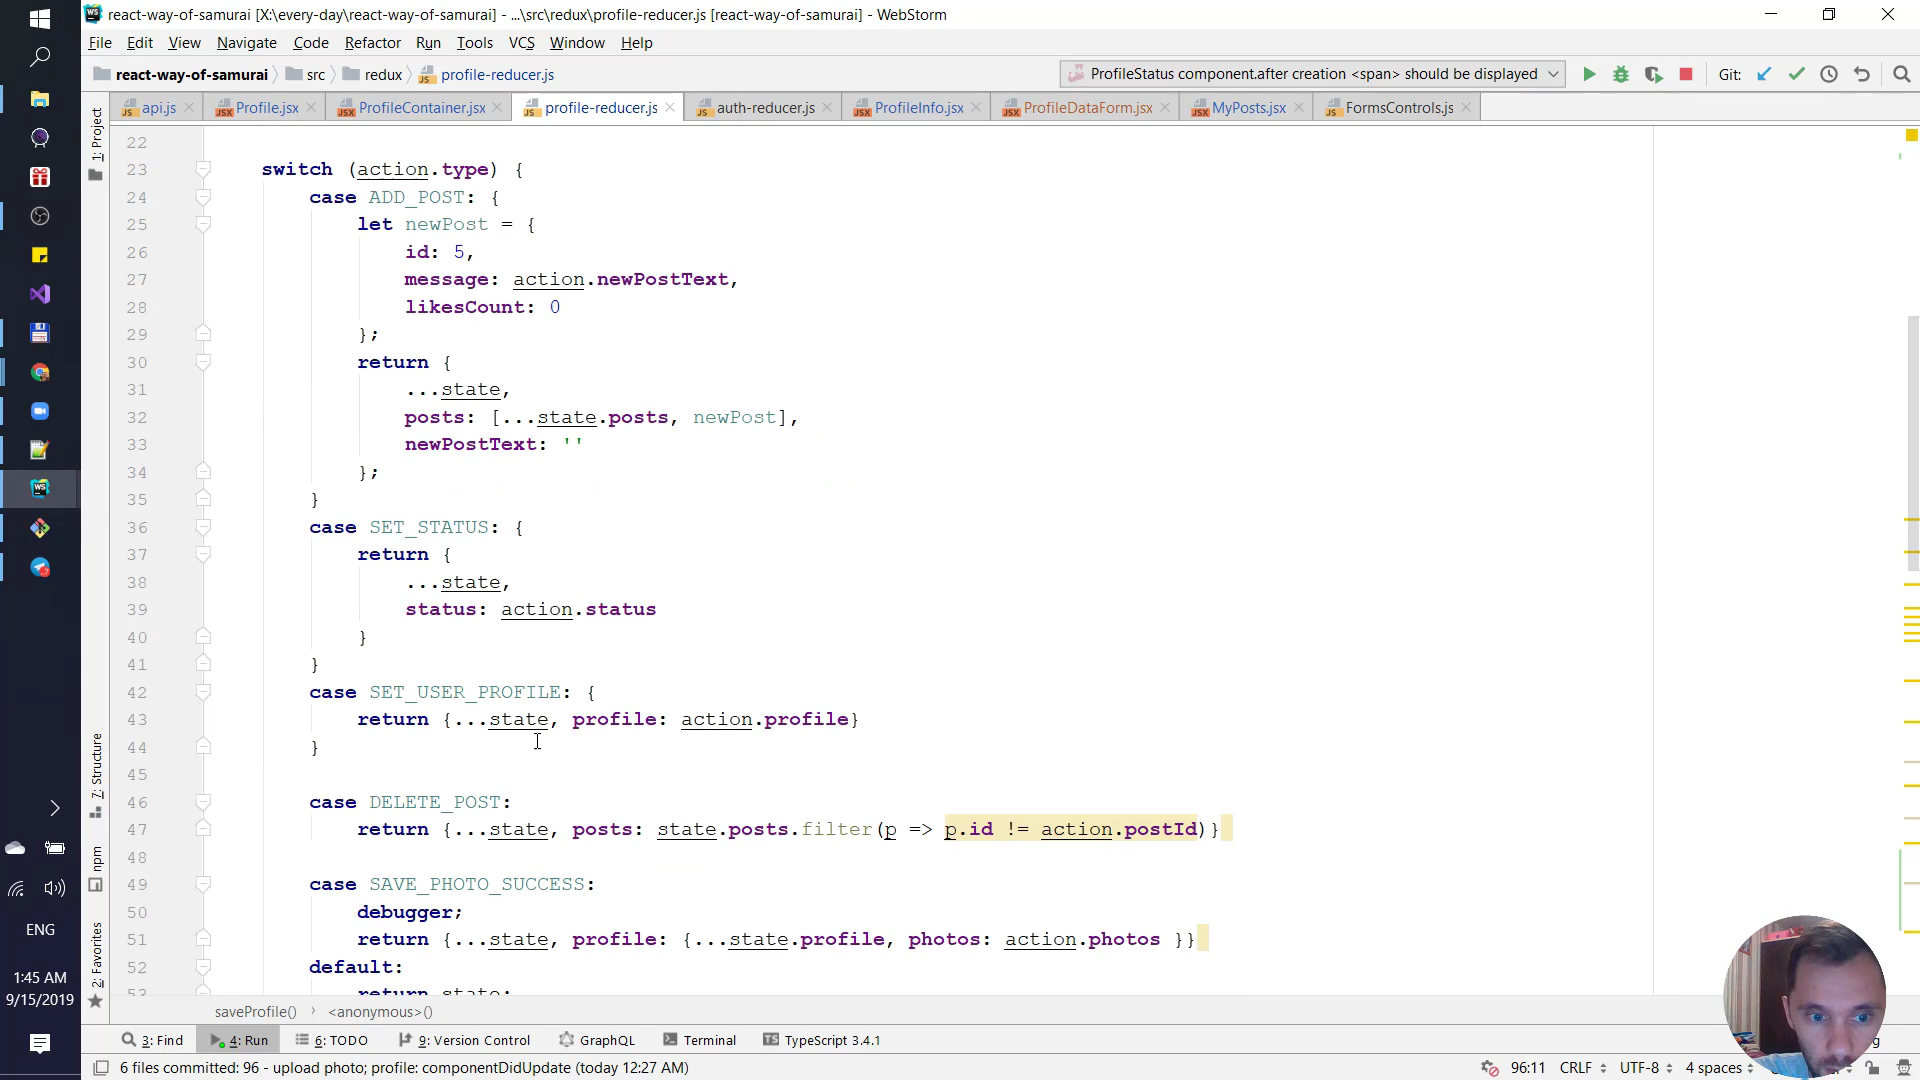 react-way-of-samurai [X:\every-day\react-way-of-samurai] - ...\src\redux\profile-reducer.js [react-way-of-samurai] - WebStorm
File Edit View Navigate Code Refactor Run Tools VCS Window Help
react-way-of-samurai src redux profile-reducer.js ProfileStatus component.after creation <span> should be displayed Git:
api.js Profile.jsx ProfileContainer.jsx profile-reducer.js auth-reducer.js ProfileInfo.jsx ProfileDataForm.jsx MyPosts.jsx FormsControls.js
1: Project
7: Structure
npm
2: Favorites
22
23 switch (action.type) {
24 case ADD_POST: {
25 let newPost = {
26 id: 5,
27 message: action.newPostText,
28 likesCount: 0
29 };
30 return {
31 ...state,
32 posts: [...state.posts, newPost],
33 newPostText: ''
34 };
35 }
36 case SET_STATUS: {
37 return {
38 ...state,
39 status: action.status
40 }
41 }
42 case SET_USER_PROFILE: {
43 return {...state, profile: action.profile}
44 }
45
46 case DELETE_POST:
47 return {...state, posts: state.posts.filter(p => p.id != action.postId)}
48
49 case SAVE_PHOTO_SUCCESS:
50 debugger;
51 return {...state, profile: {...state.profile, photos: action.photos }}
52 default:
53 return state;
saveProfile() <anonymous>()
3: Find 4: Run 6: TODO 9: Version Control GraphQL Terminal TypeScript 3.4.1
6 files committed: 96 - upload photo; profile: componentDidUpdate (today 12:27 AM) 96:11 CRLF UTF-8 4 spaces
WS
ENG
1:45 AM
9/15/2019